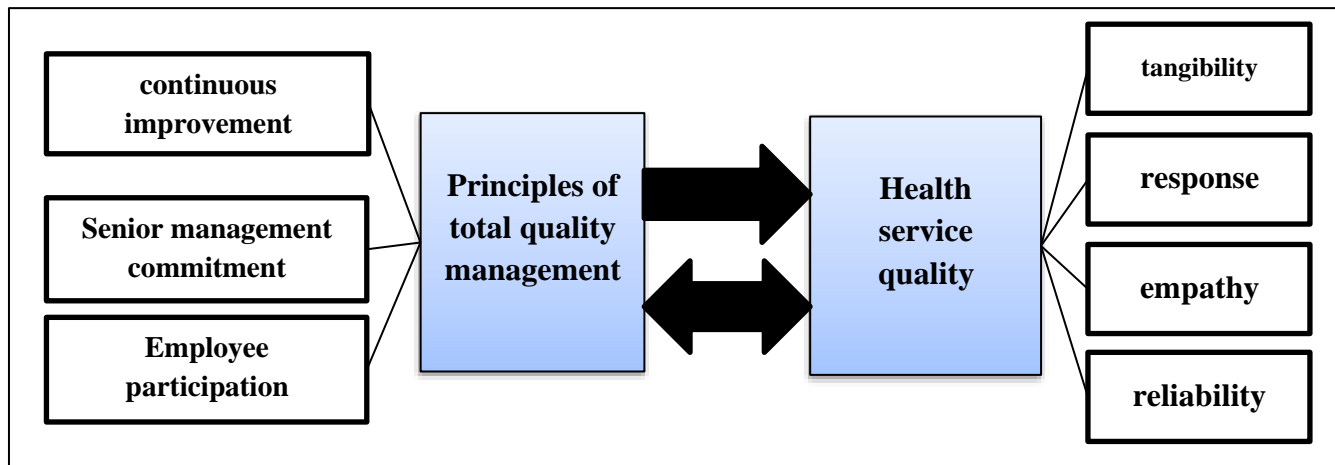 continuous
improvement
Senior management
commitment
Employee
participation
Principles of
total quality
management
Health
service
quality
tangibility
response
empathy
reliability